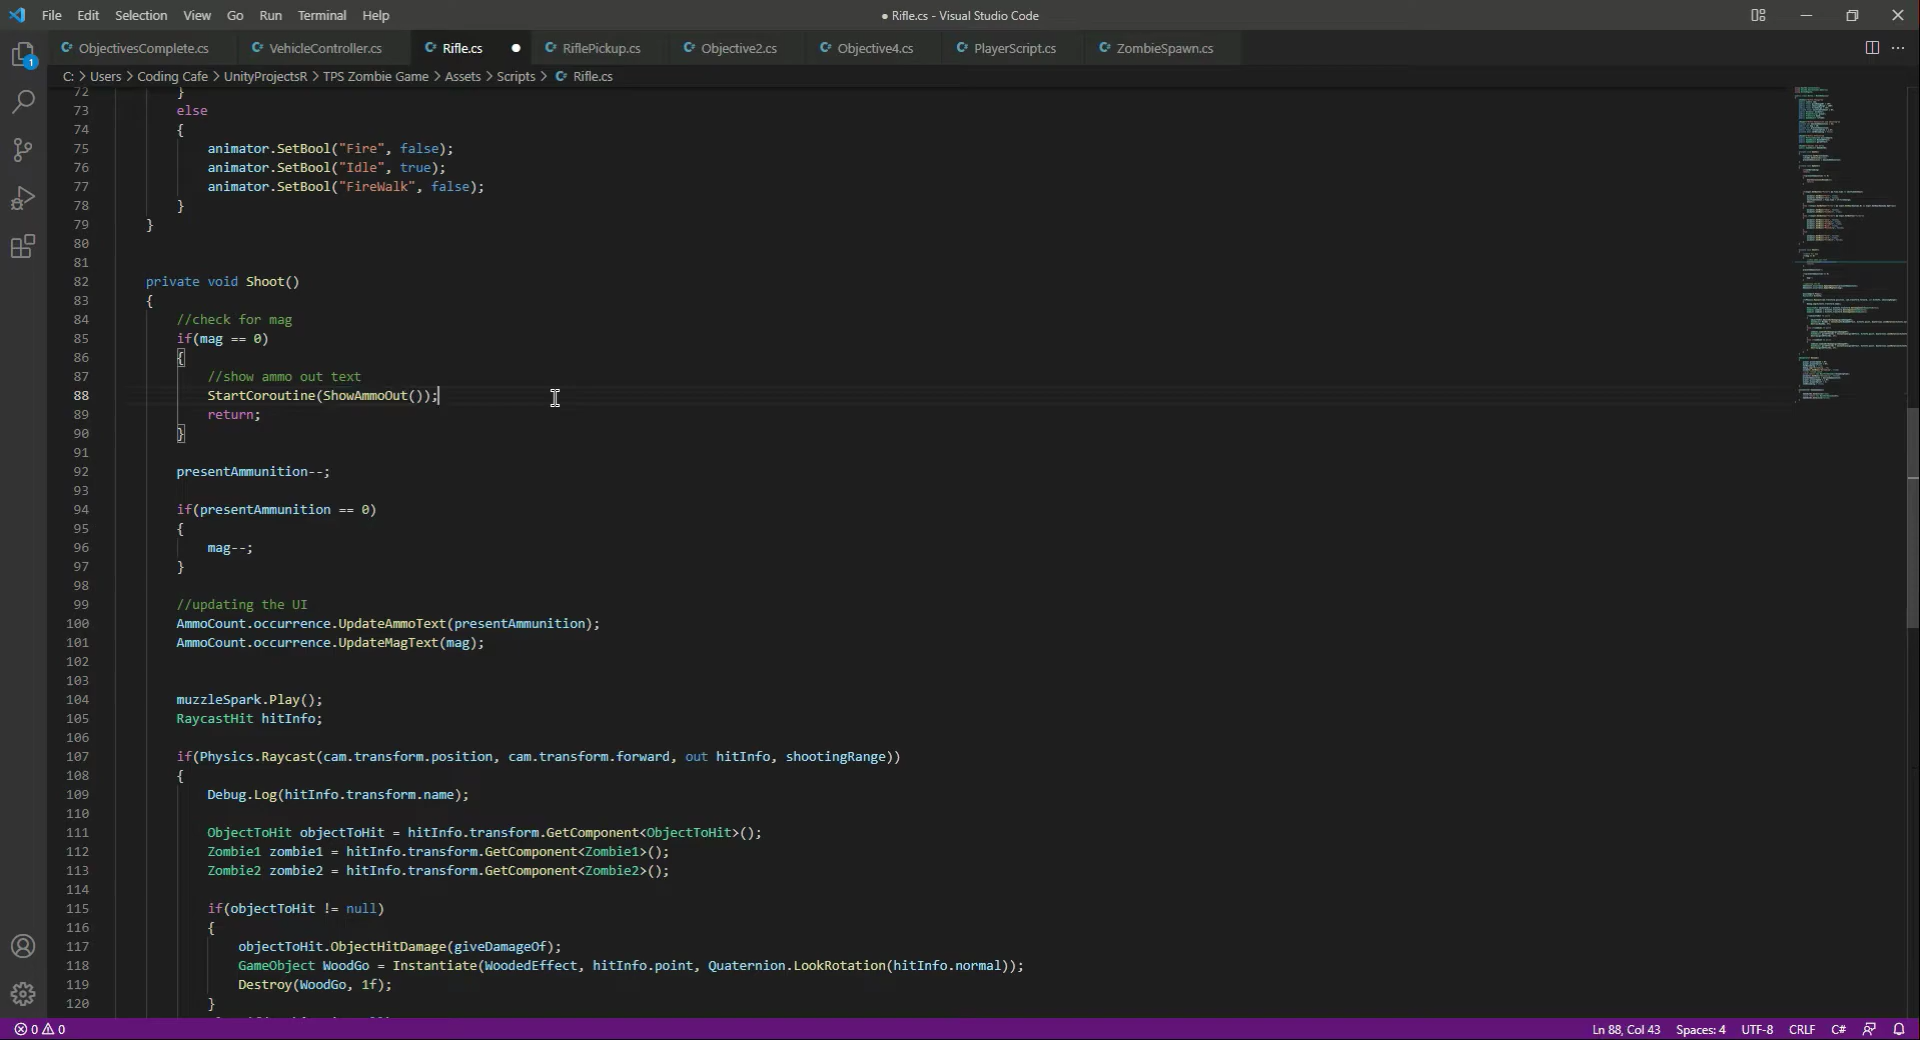 File Edit Selection View Go Run Terminal Help ● Rifle.cs - Visual Studio Code
ObjectivesComplete.cs VehicleController.cs Rifle.cs ● RiflePickup.cs Objective2.cs Objective4.cs PlayerScript.cs ZombieSpawn.cs
C: > Users > Coding Cafe > UnityProjectsR > TPS Zombie Game > Assets > Scripts > Rifle.cs
1
72 }
73 else
74 {
75 animator.SetBool("Fire", false);
76 animator.SetBool("Idle", true);
77 animator.SetBool("FireWalk", false);
78 }
79 }
80
81
82 private void Shoot()
83 {
84 //check for mag
85 if(mag == 0)
86 {
87 //show ammo out text
88 StartCoroutine(ShowAmmoOut());
89 return;
90 }
91
92 presentAmmunition--;
93
94 if(presentAmmunition == 0)
95 {
96 mag--;
97 }
98
99 //updating the UI
100 AmmoCount.occurrence.UpdateAmmoText(presentAmmunition);
101 AmmoCount.occurrence.UpdateMagText(mag);
102
103
104 muzzleSpark.Play();
105 RaycastHit hitInfo;
106
107 if(Physics.Raycast(cam.transform.position, cam.transform.forward, out hitInfo, shootingRange))
108 {
109 Debug.Log(hitInfo.transform.name);
110
111 ObjectToHit objectToHit = hitInfo.transform.GetComponent<ObjectToHit>();
112 Zombie1 zombie1 = hitInfo.transform.GetComponent<Zombie1>();
113 Zombie2 zombie2 = hitInfo.transform.GetComponent<Zombie2>();
114
115 if(objectToHit != null)
116 {
117 objectToHit.ObjectHitDamage(giveDamageOf);
118 GameObject WoodGo = Instantiate(WoodedEffect, hitInfo.point, Quaternion.LookRotation(hitInfo.normal));
119 Destroy(WoodGo, 1f);
120 }
0 0 Ln 88, Col 43 Spaces: 4 UTF-8 CRLF C#